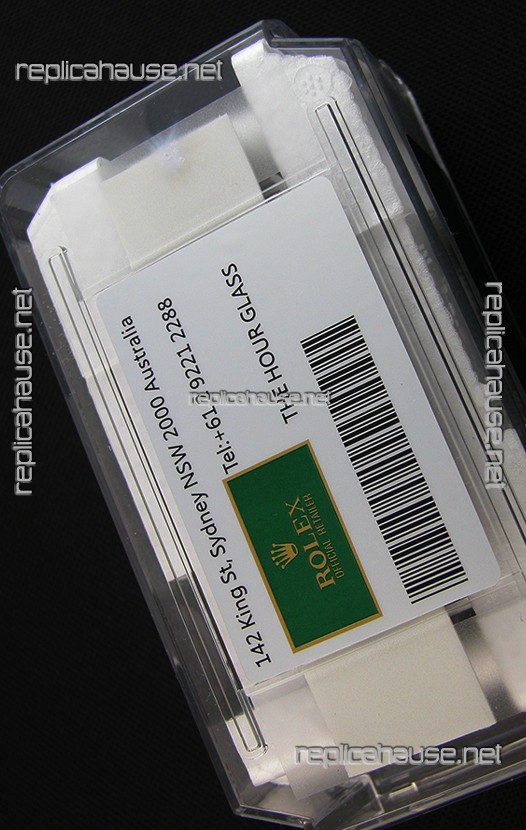 replicahause.net
THE HOUR GLASS
replicahause.net
Tel:+61 9221 2288
142 King St, Sydney NSW 2000 Australia
ROLEX
OFFICIAL RETAILER
replicahause.net
replicahause.net
replicahause.net